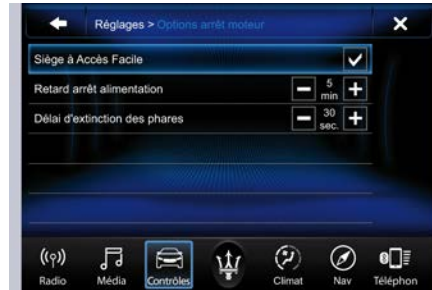 Réglages > Options arrêt moteur
Siège à Accès Facile
Retard arrêt alimentation
5
min
Délai d'extinction des phares
30
sec.
Radio Média Contrôles Climat Nav Téléphon